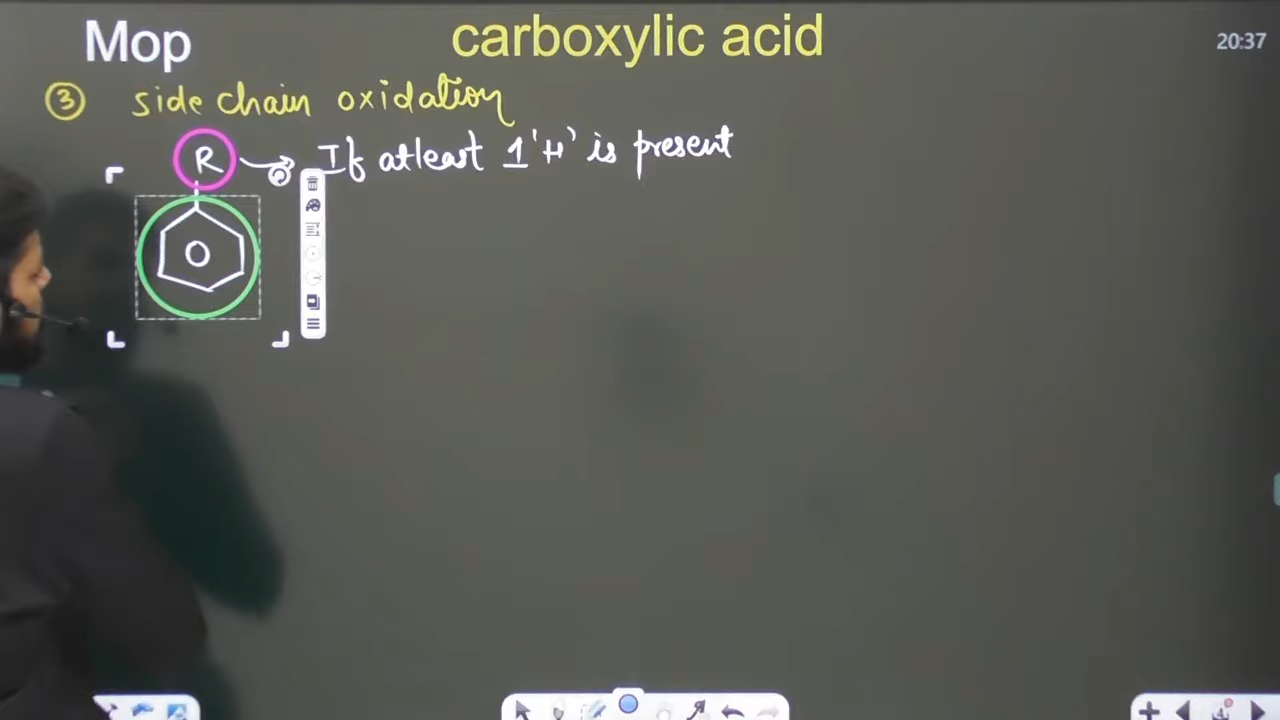 Mop
carboxylic acid
20:37
③ side chain oxidation
R → If atleast 1 'H' is present